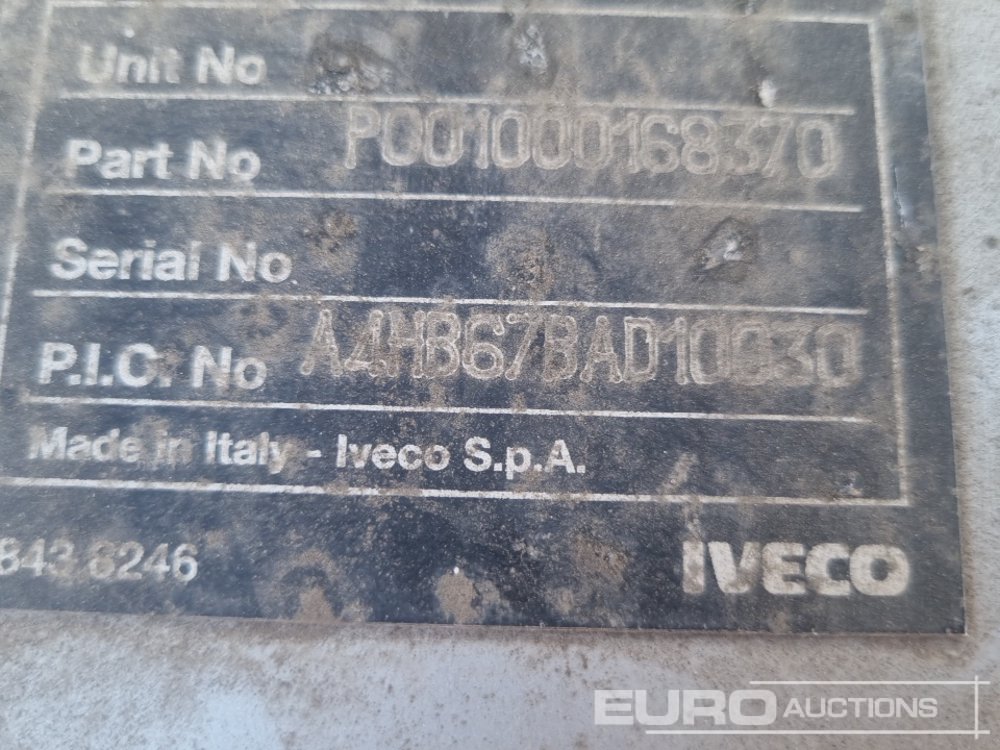 Unit No
Part No P001000168370
Serial No
P.I.C. No A4HB67BAD10030
Made in Italy - Iveco S.p.A.
843 6246
IVECO
EURO AUCTIONS